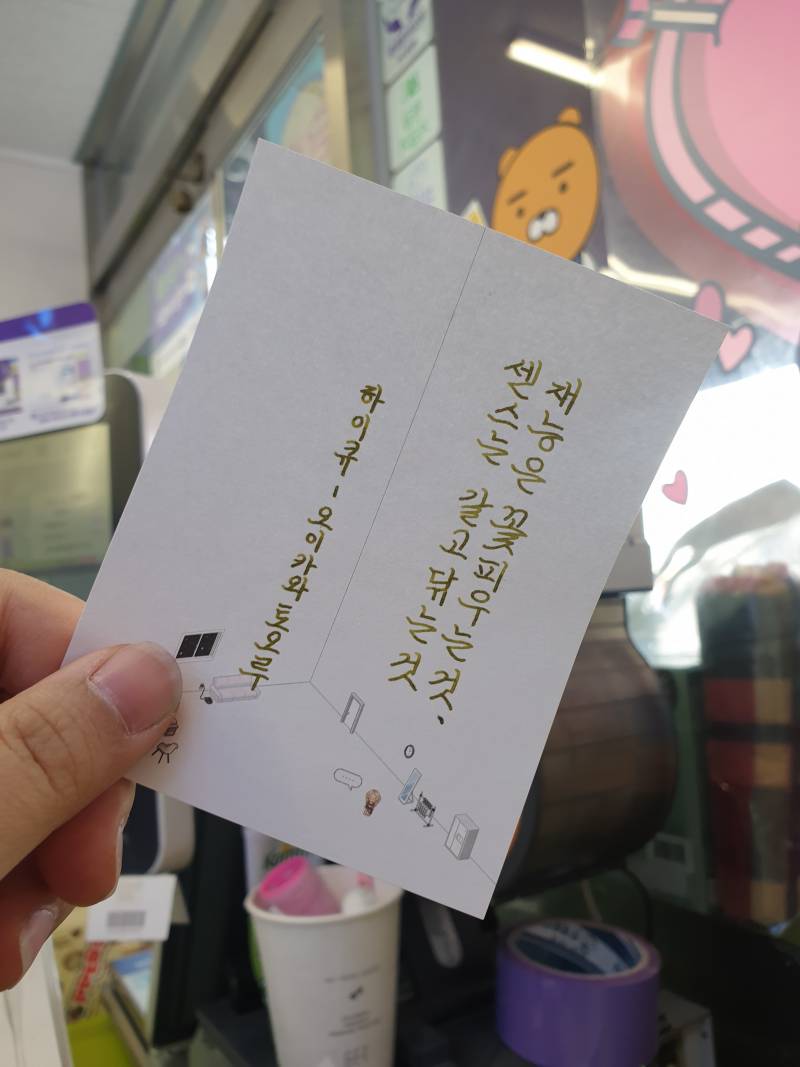 재능은 꽃피우는 것,
센스는 갈고 닦는 것
하이큐 - 오이카와 토오루